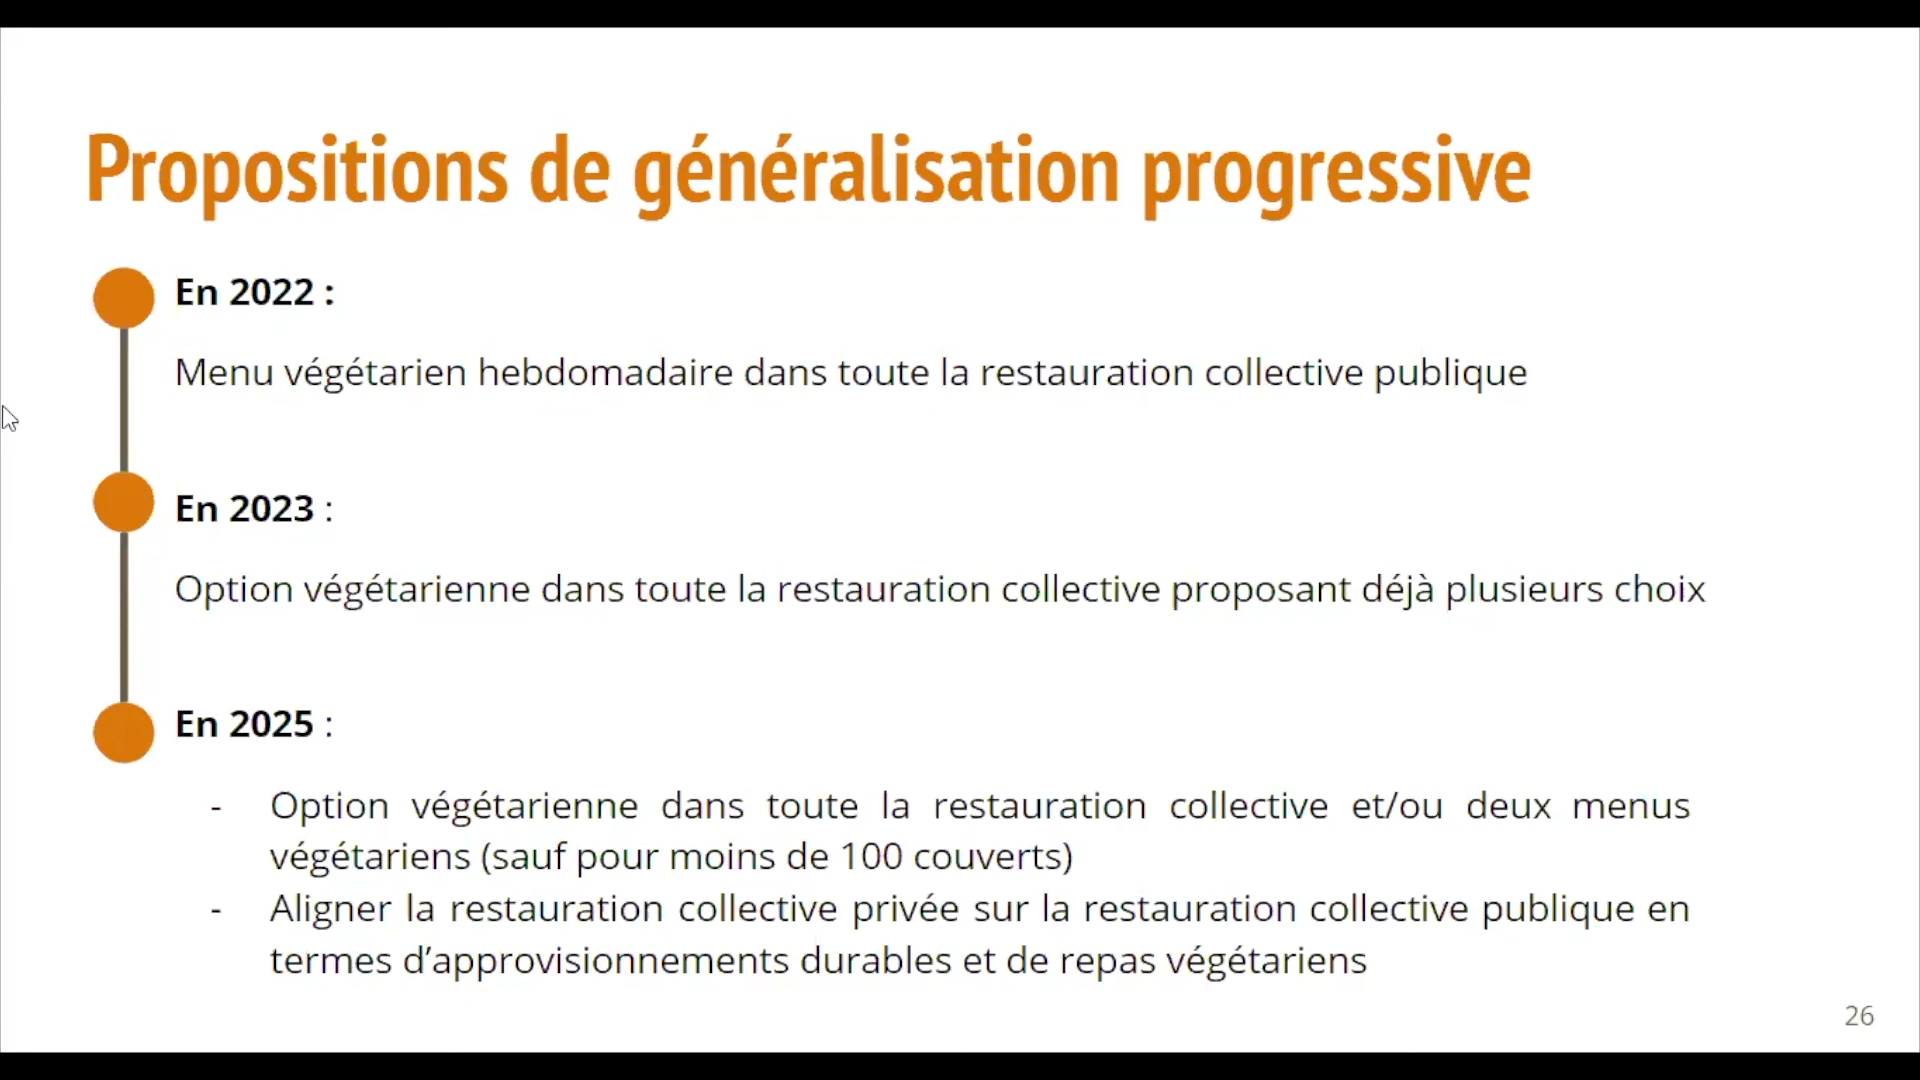 Propositions de généralisation progressive
En 2022 :
Menu végétarien hebdomadaire dans toute la restauration collective publique
En 2023 :
Option végétarienne dans toute la restauration collective proposant déjà plusieurs choix
En 2025 :
- Option végétarienne dans toute la restauration collective et/ou deux menus
végétariens (sauf pour moins de 100 couverts)
- Aligner la restauration collective privée sur la restauration collective publique en
termes d’approvisionnements durables et de repas végétariens
26